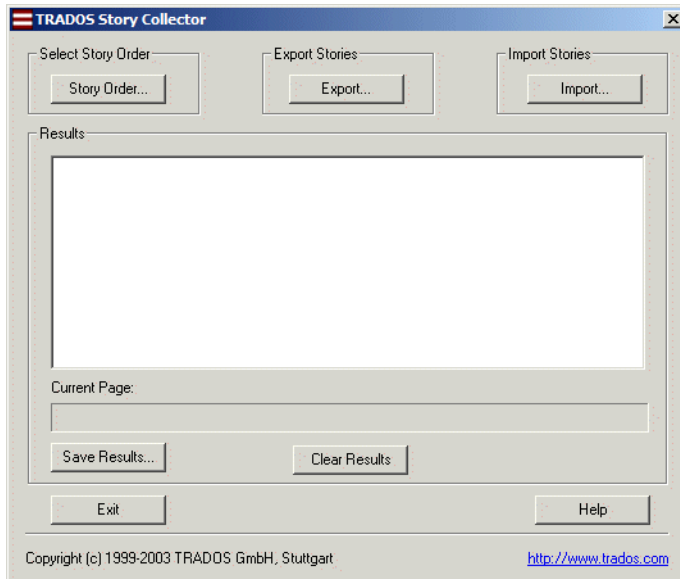 TRADOS Story Collector
Select Story Order Export Stories Import Stories
Story Order... Export... Import...
Results
Current Page:
Save Results... Clear Results
Exit Help
Copyright (c) 1999-2003 TRADOS GmbH, Stuttgart http://www.trados.com